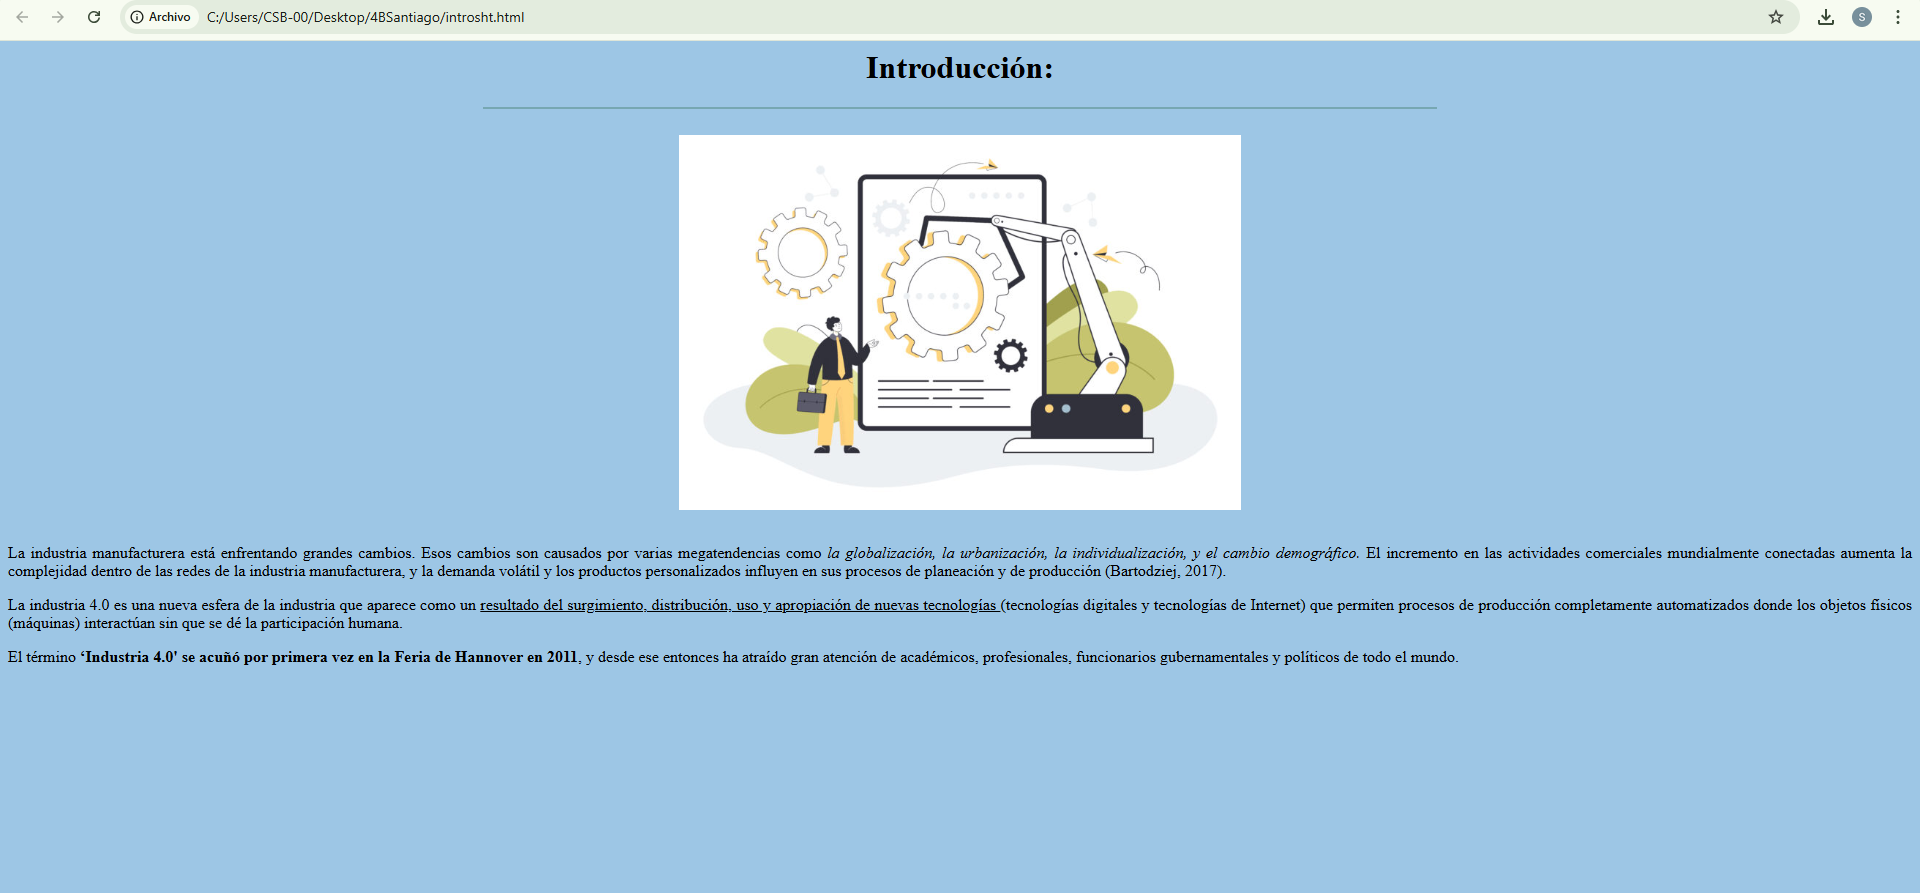 Archivo C:/Users/CSB-00/Desktop/4BSantiago/introsht.html S
Introducción:
La industria manufacturera está enfrentando grandes cambios. Esos cambios son causados por varias megatendencias como la globalización, la urbanización, la individualización, y el cambio demográfico. El incremento en las actividades comerciales mundialmente conectadas aumenta la
complejidad dentro de las redes de la industria manufacturera, y la demanda volátil y los productos personalizados influyen en sus procesos de planeación y de producción (Bartodziej, 2017).
La industria 4.0 es una nueva esfera de la industria que aparece como un resultado del surgimiento, distribución, uso y apropiación de nuevas tecnologías (tecnologías digitales y tecnologías de Internet) que permiten procesos de producción completamente automatizados donde los objetos físicos
(máquinas) interactúan sin que se dé la participación humana.
El término ‘Industria 4.0' se acuñó por primera vez en la Feria de Hannover en 2011, y desde ese entonces ha atraído gran atención de académicos, profesionales, funcionarios gubernamentales y políticos de todo el mundo.